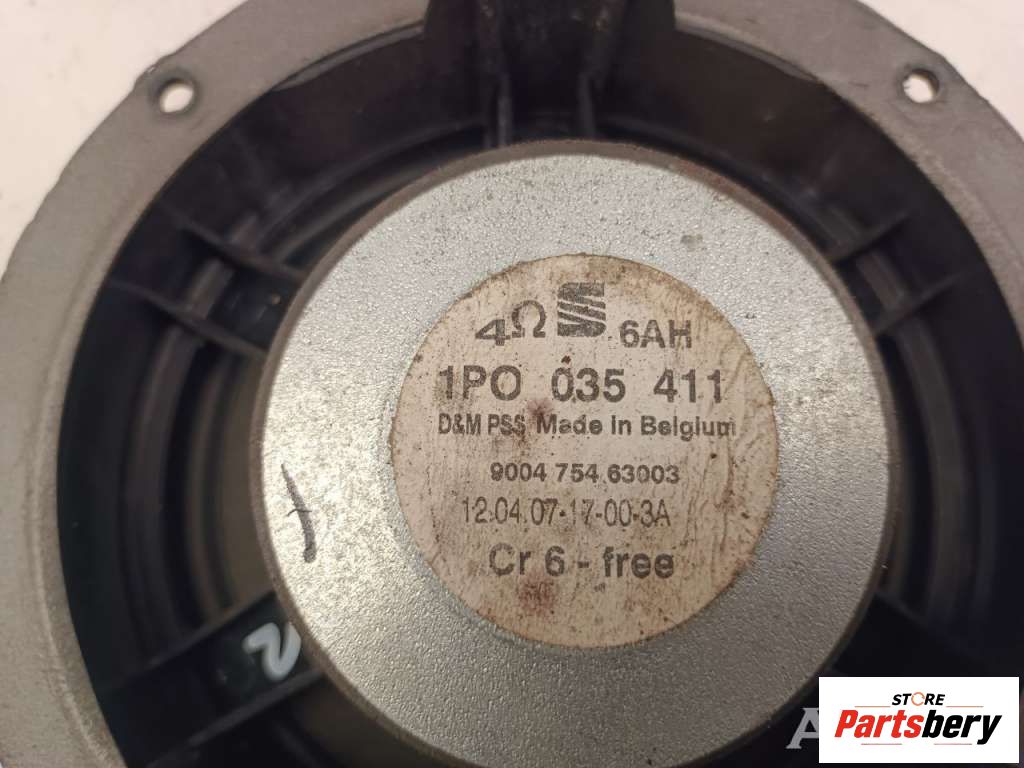 4Ω S 6AH
1PO 035 411
D&M PSS Made in Belgium
9004 754 63003
12.04.07-17-00-3A
Cr 6 - free
2
STORE
Partsbery